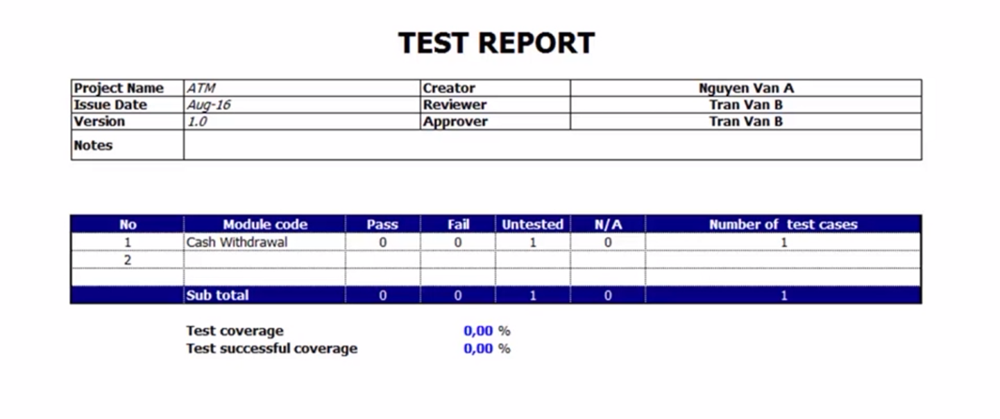 TEST REPORT
Project Name ATM Creator Nguyen Van A
Issue Date Aug-16 Reviewer Tran Van B
Version 1.0 Approver Tran Van B
Notes
No Module code Pass Fail Untested N/A Number of test cases
1 Cash Withdrawal 0 0 1 0 1
2
Sub total 0 0 1 0 1
Test coverage 0,00 %
Test successful coverage 0,00 %